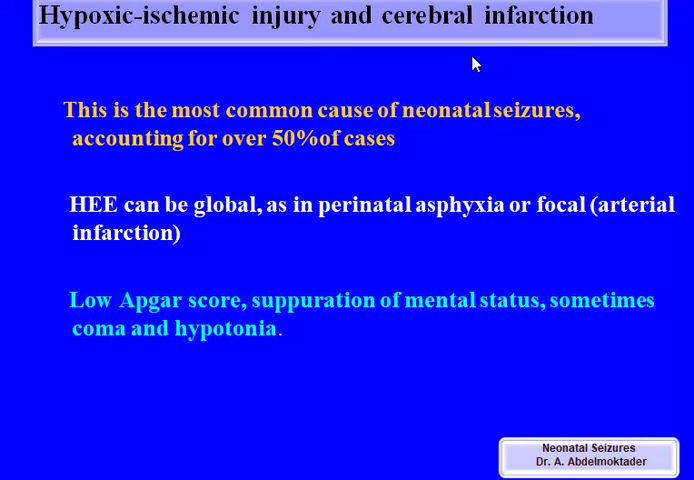 Hypoxic-ischemic injury and cerebral infarction
This is the most common cause of neonatal seizures,
accounting for over 50%of cases
HEE can be global, as in perinatal asphyxia or focal (arterial
infarction)
Low Apgar score, suppuration of mental status, sometimes
coma and hypotonia.
Neonatal Seizures
Dr. A. Abdelmoktader